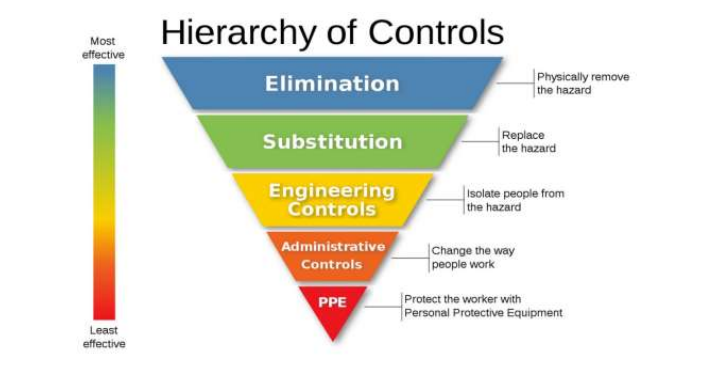 Hierarchy of Controls
Most
effective
Elimination
Physically remove
the hazard
Substitution
Replace
the hazard
Engineering
Controls
Isolate people from
the hazard
Administrative
Controls
Change the way
people work
PPE
Protect the worker with
Personal Protective Equipment
Least
effective